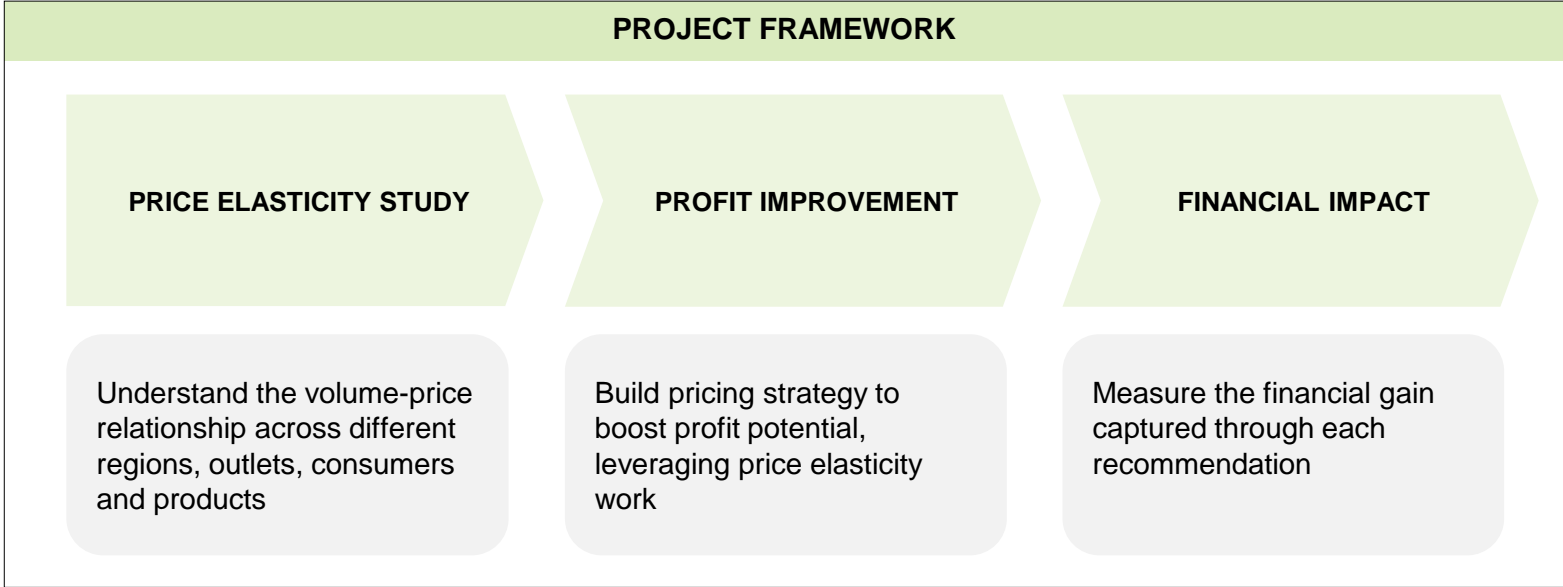 PROJECT FRAMEWORK
PRICE ELASTICITY STUDY
PROFIT IMPROVEMENT
FINANCIAL IMPACT
Understand the volume-price
relationship across different
regions, outlets, consumers
and products
Build pricing strategy to
boost profit potential,
leveraging price elasticity
work
Measure the financial gain
captured through each
recommendation